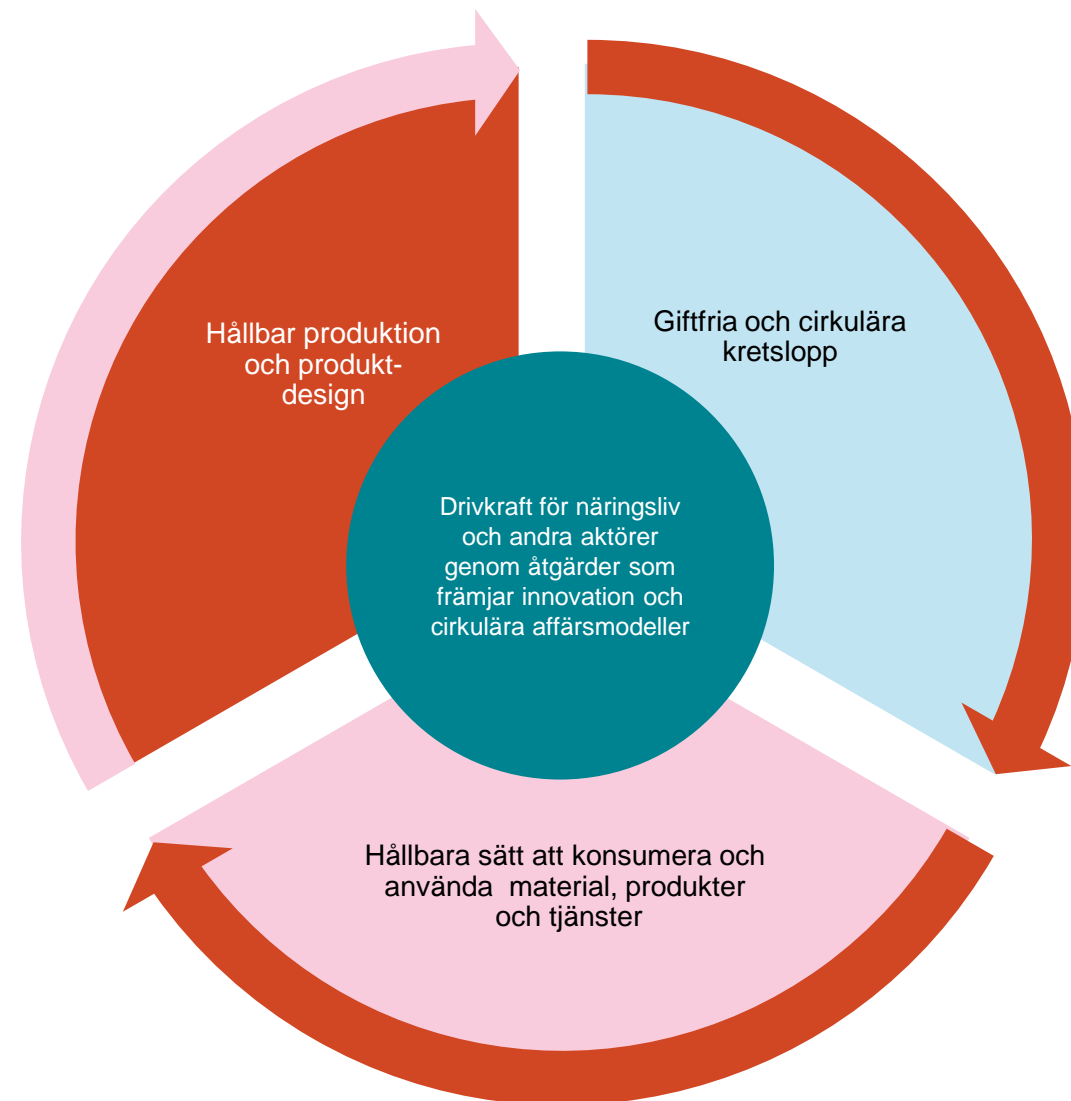 Hållbar produktion
och produkt-
design
Giftfria och cirkulära
kretslopp
Drivkraft för näringsliv
och andra aktörer
genom åtgärder som
främjar innovation och
cirkulära affärsmodeller
Hållbara sätt att konsumera och
använda  material, produkter
och tjänster